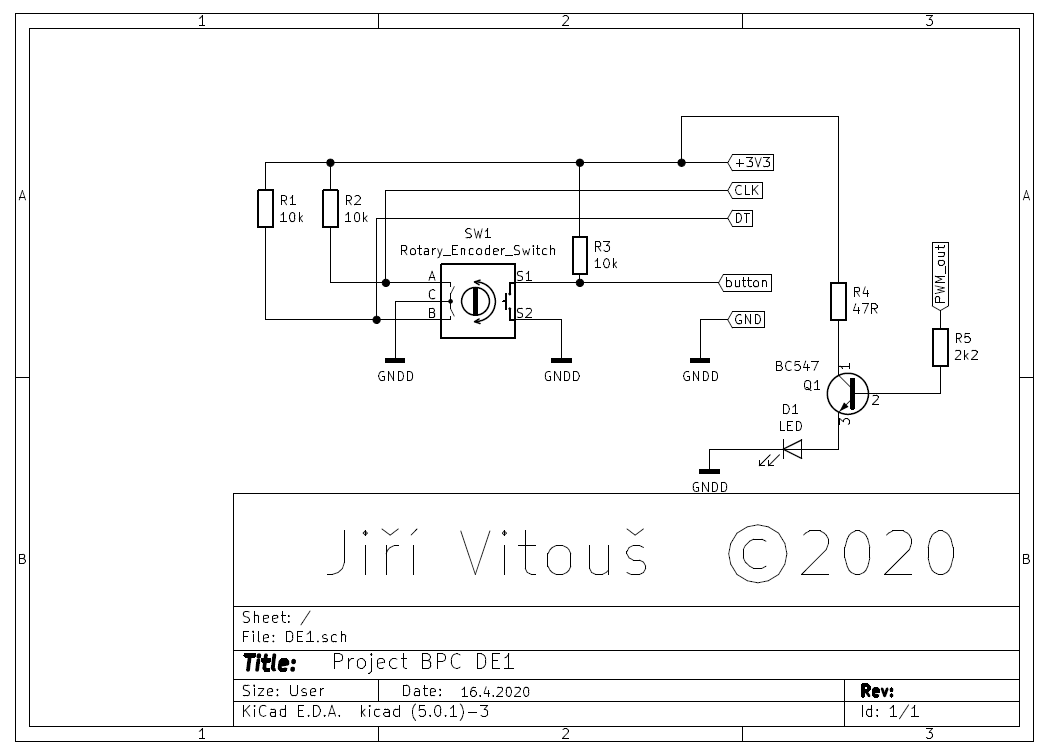 1 2 3
A A
+3V3
CLK
DT
R1
10k
R2
10k
SW1
Rotary_Encoder_Switch
R3
10k
A S1
C
B S2
button
GND
PWM_out
R4
47R
R5
2k2
GNDD GNDD GNDD
BC547
Q1
1
2
3
D1
LED
GNDD
Jiří Vitouš ©2020
B B
Sheet: /
File: DE1.sch
Title: Project BPC DE1
Size: User Date: 16.4.2020 Rev:
KiCad E.D.A. kicad (5.0.1)-3 Id: 1/1
1 2 3